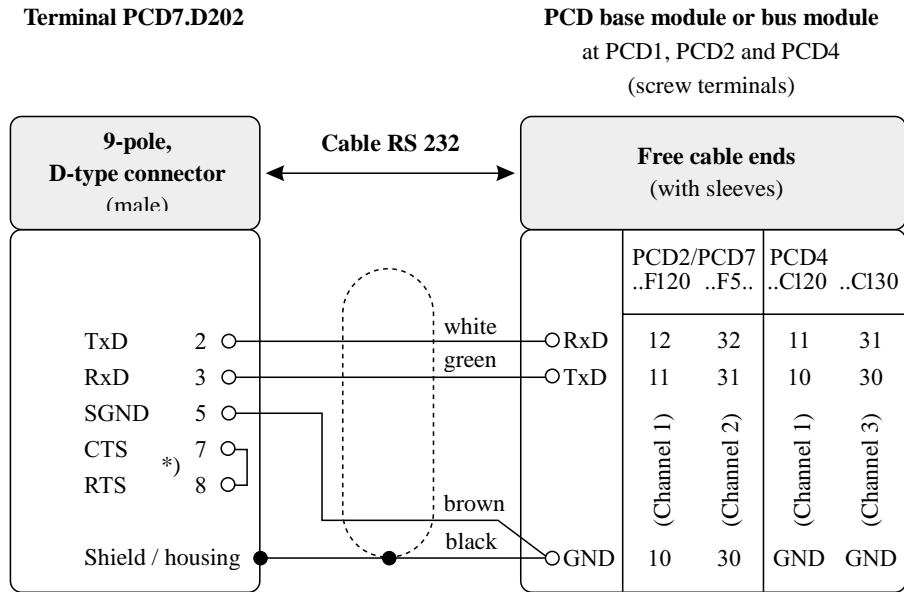 Terminal PCD7.D202
PCD base module or bus module
at PCD1, PCD2 and PCD4
(screw terminals)
9-pole,
D-type connector
(male)
Cable RS 232
Free cable ends
(with sleeves)
PCD2/PCD7 PCD4
..F120 ..F5.. ..C120 ..C130
TxD 2 white RxD 12 32 11 31
RxD 3 green TxD 11 31 10 30
SGND 5
CTS 7
*)
RTS 8
(Channel 1) (Channel 2) (Channel 1) (Channel 3)
brown
Shield / housing black GND 10 30 GND GND